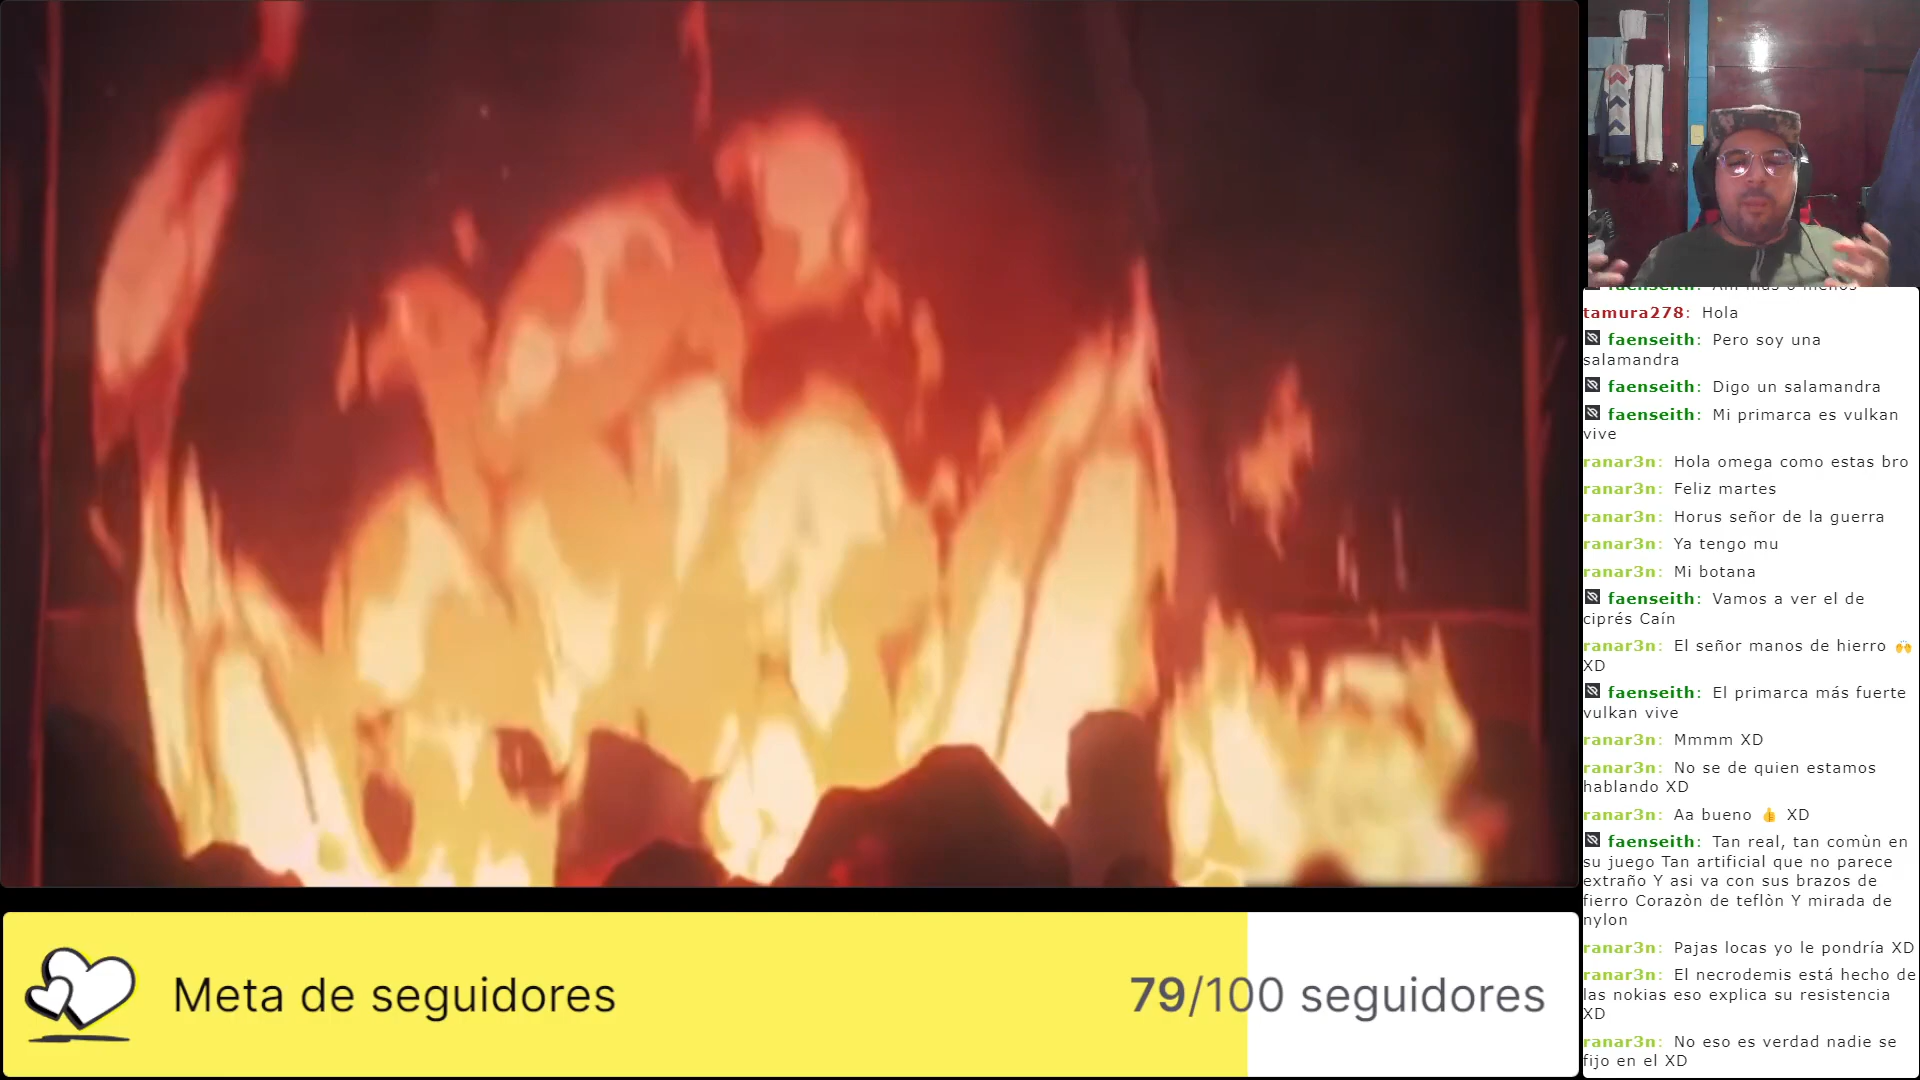 tamura278: Hola
faenseith: Pero soy una
salamandra
faenseith: Digo un salamandra
faenseith: Mi primarca es vulkan
vive
ranar3n: Hola omega como estas bro
ranar3n: Feliz martes
ranar3n: Horus señor de la guerra
ranar3n: Ya tengo mu
ranar3n: Mi botana
faenseith: Vamos a ver el de
ciprés Caín
ranar3n: El señor manos de hierro 🙌
XD
faenseith: El primarca más fuerte
vulkan vive
ranar3n: Mmmm XD
ranar3n: No se de quien estamos
hablando XD
ranar3n: Aa bueno 👍 XD
faenseith: Tan real, tan comùn en
su juego Tan artificial que no parece
extraño Y asi va con sus brazos de
fierro Corazòn de teflòn Y mirada de
nylon
ranar3n: Pajas locas yo le pondría XD
ranar3n: El necrodemis está hecho de
las nokias eso explica su resistencia
XD
ranar3n: No eso es verdad nadie se
fijo en el XD
Meta de seguidores
79/100 seguidores